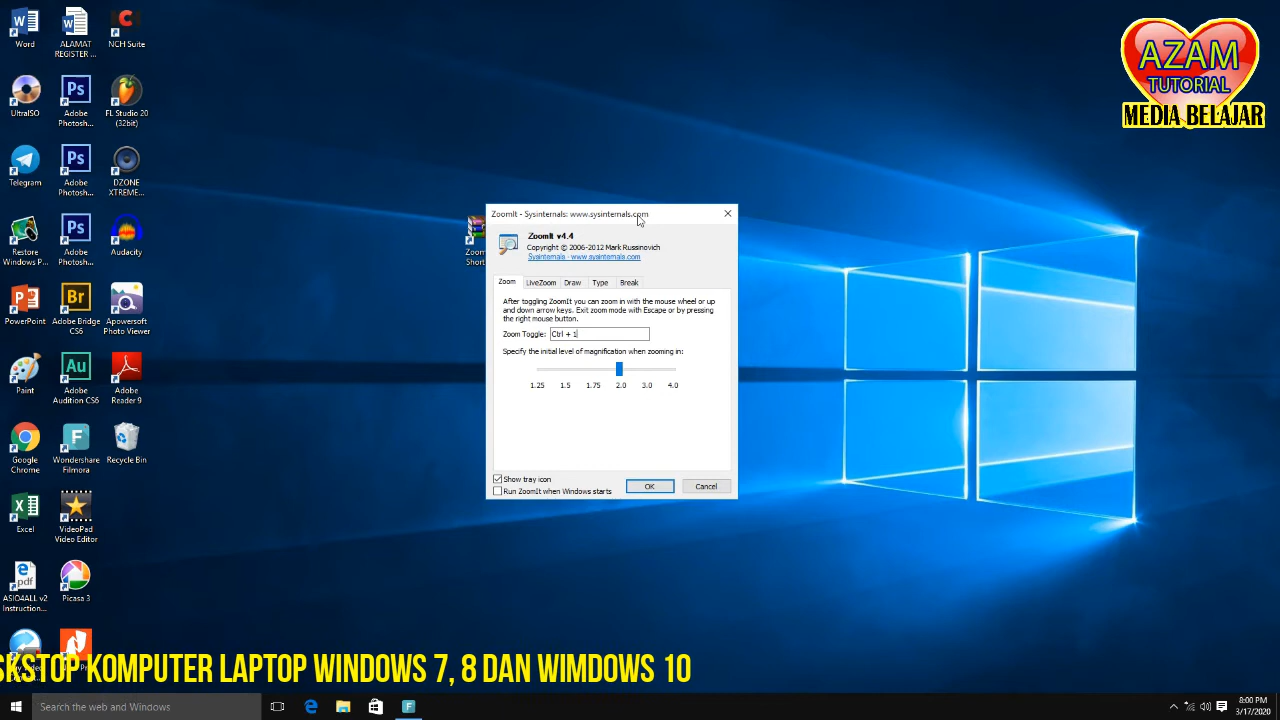 Word
ALAMAT
REGISTER ...
NCH Suite
UltraISO
Adobe
Photosh...
FL Studio 20
(32bit)
Telegram
Adobe
Photosh...
DZONE
XTREME...
Restore
Windows P...
Adobe
Photosh...
Audacity
PowerPoint
Adobe Bridge
CS6
Apowersoft
Photo Viewer
Paint
Adobe
Audition CS6
Adobe
Reader 9
Google
Chrome
Wondershare
Filmora
Recycle Bin
Excel
VideoPad
Video Editor
ASIO4ALL v2
Instruction...
Picasa 3
AZAM
TUTORIAL
MEDIA BELAJAR
Zoom
Short
ZoomIt - Sysinternals: www.sysinternals.com
ZoomIt v4.4
Copyright © 2006-2012 Mark Russinovich
Sysinternals - www.sysinternals.com
Zoom LiveZoom Draw Type Break
After toggling ZoomIt you can zoom in with the mouse wheel or up
and down arrow keys. Exit zoom mode with Escape or by pressing
the right mouse button.
Zoom Toggle: Ctrl + 1
Specify the initial level of magnification when zooming in:
1.25 1.5 1.75 2.0 3.0 4.0
Show tray icon
Run ZoomIt when Windows starts
OK Cancel
SKSTOP KOMPUTER LAPTOP WINDOWS 7, 8 DAN WIMDOWS 10
Search the web and Windows
8:00 PM
3/17/2020